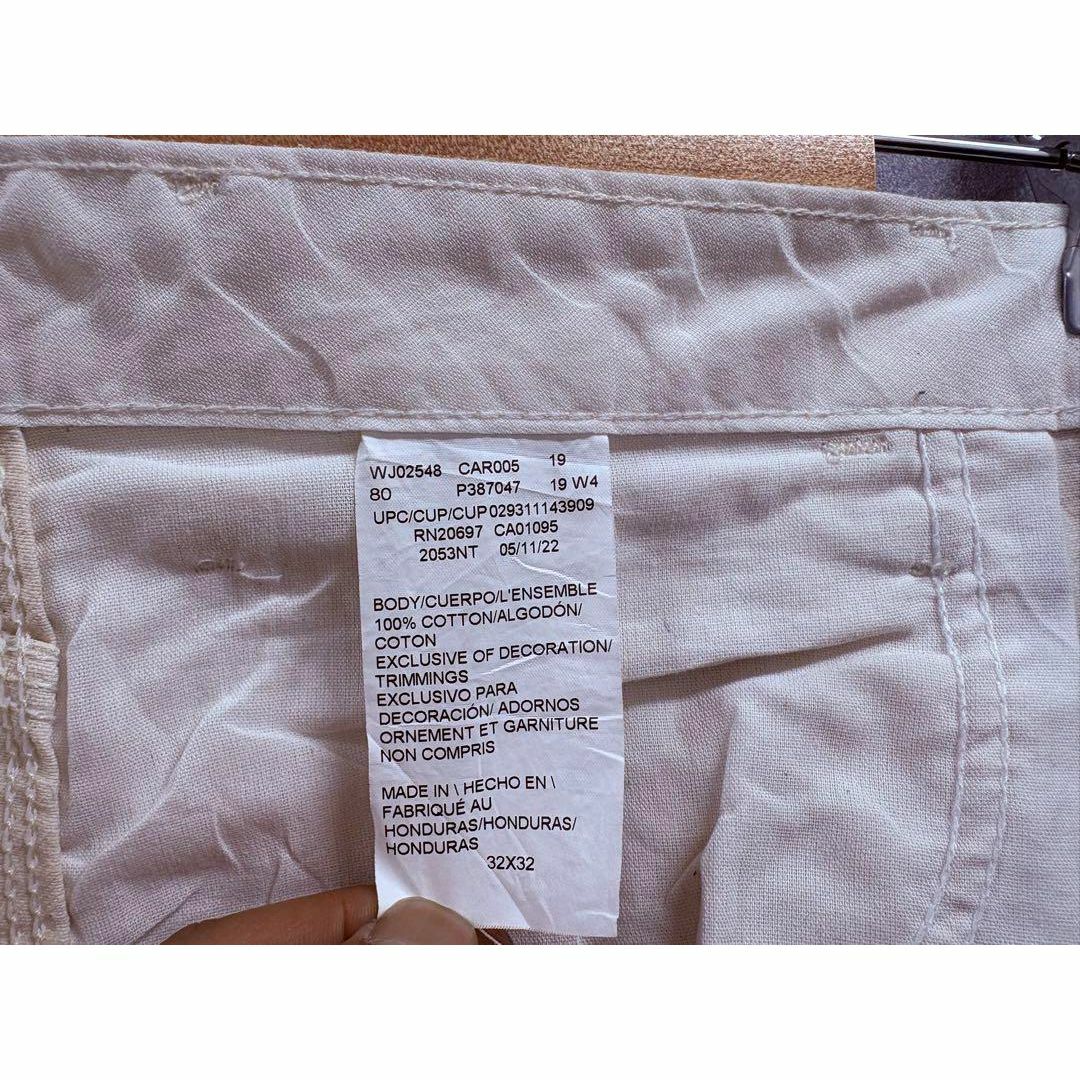 WJ02548 CAR005 19
80 P387047 19 W4
UPC/CUP/CUP 029311143909
RN20697 CA01095
2053NT 05/11/22
BODY/CUERPO/L'ENSEMBLE
100% COTTON/ALGODÓN/
COTON
EXCLUSIVE OF DECORATION/
TRIMMINGS
EXCLUSIVO PARA
DECORACIÓN/ ADORNOS
ORNEMENT ET GARNITURE
NON COMPRIS
MADE IN \ HECHO EN \
FABRIQUÉ AU
HONDURAS/HONDURAS/
HONDURAS
32X32